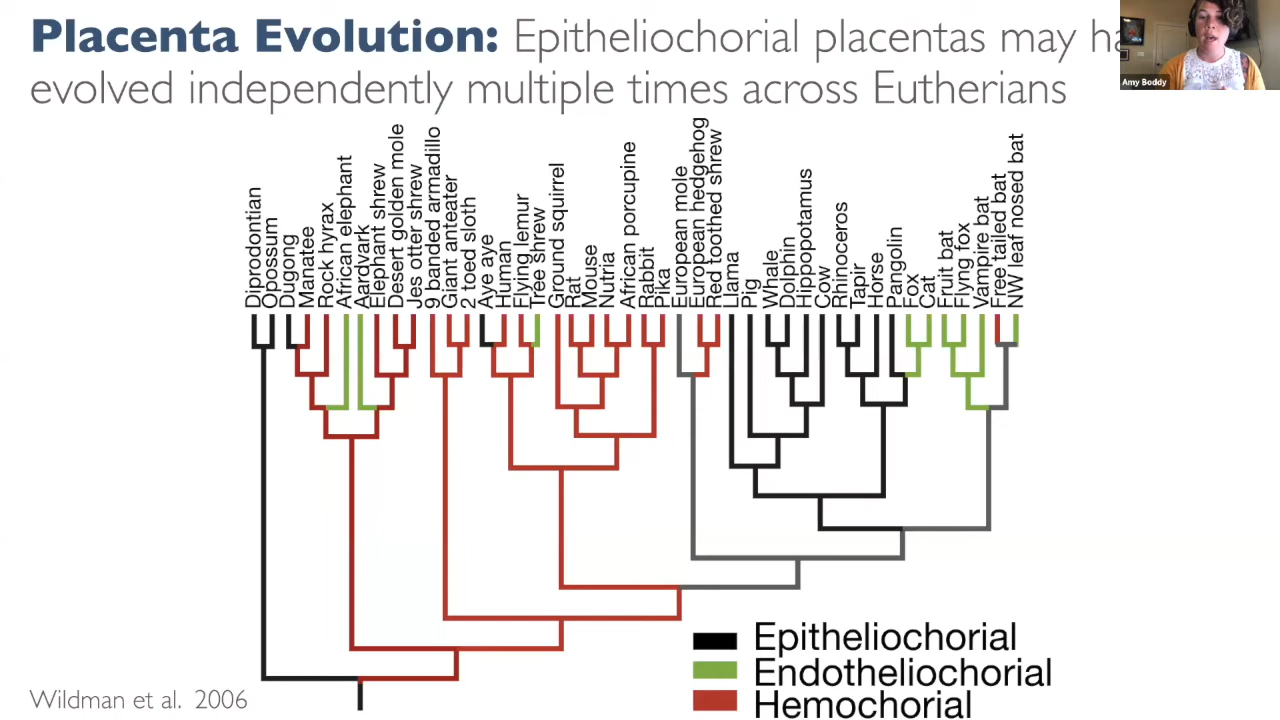 Placenta Evolution: Epitheliochorial placentas may ha
evolved independently multiple times across Eutherians
Amy Boddy
Diprodontian
Opossum
Dugong
Manatee
Rock hyrax
African elephant
Aardvark
Elephant shrew
Desert golden mole
Jes otter shrew
9 banded armadillo
Giant anteater
2 toed sloth
Aye aye
Human
Flying lemur
Tree shrew
Ground squirrel
Rat
Mouse
Nutria
African porcupine
Rabbit
Pika
European mole
European hedgehog
Red toothed shrew
Llama
Pig
Whale
Dolphin
Hippopotamus
Cow
Rhinoceros
Tapir
Horse
Pangolin
Fox
Cat
Fruit bat
Flyng fox
Vampire bat
Free tailed bat
NW leaf nosed bat
Epitheliochorial
Endotheliochorial
Hemochorial
Wildman et al. 2006